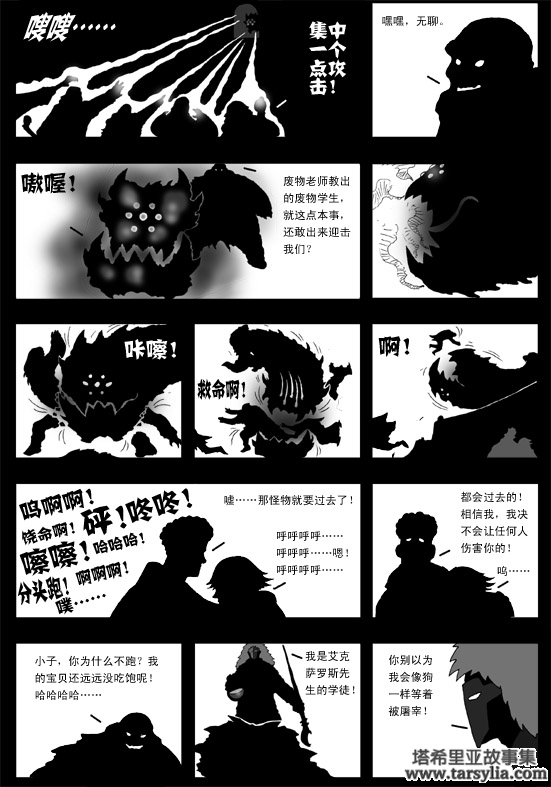 嗖嗖……
集中
一个
点攻
击！
嘿嘿，无聊。
嗷喔！
废物老师教出
的废物学生，
就这点本事，
还敢出来迎击
我们？
咔嚓！
救命啊！
啊！
呜啊啊！
饶命啊！
砰！咚咚！
嚓嚓！哈哈哈！
分头跑！啊啊啊！
噗……
嘘……那怪物就要过去了！
呼呼呼呼……
呼呼呼……嗯！
呼呼呼呼……
都会过去的！
相信我，我决
不会让任何人
伤害你的！
呜……
小子，你为什么不跑？我
的宝贝还远远没吃饱呢！
哈哈哈哈……
我是艾克
萨罗斯先
生的学徒！
你别以为
我会像狗
一样等着
被屠宰！
塔希里亚故事集
www.tarsylia.com